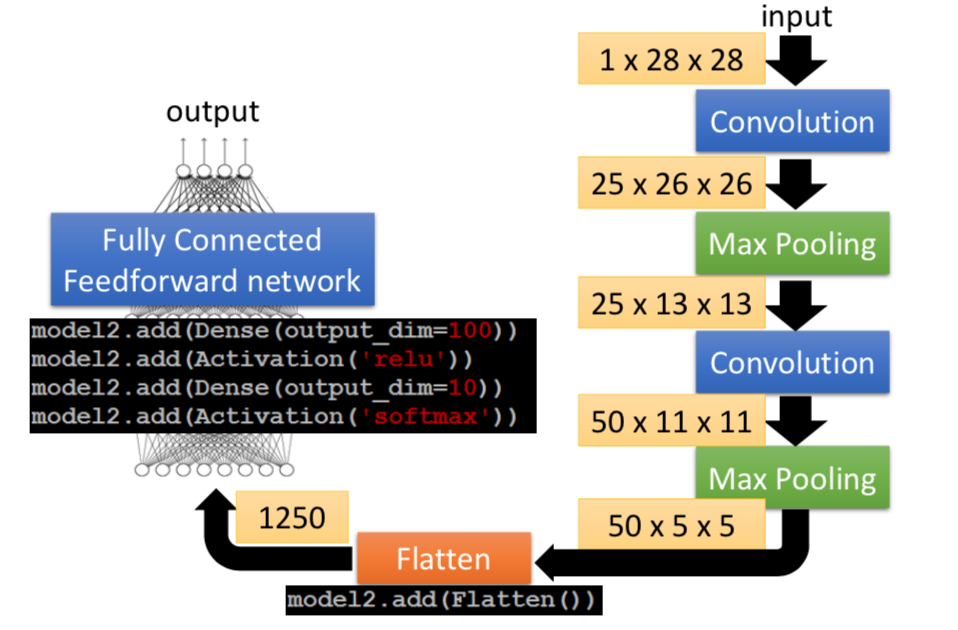 input
1 x 28 x 28
Convolution
25 x 26 x 26
Max Pooling
25 x 13 x 13
Convolution
50 x 11 x 11
Max Pooling
50 x 5 x 5
Flatten
model2.add(Flatten())
1250
output
Fully Connected
Feedforward network
model2.add(Dense(output_dim=100))
model2.add(Activation('relu'))
model2.add(Dense(output_dim=10))
model2.add(Activation('softmax'))